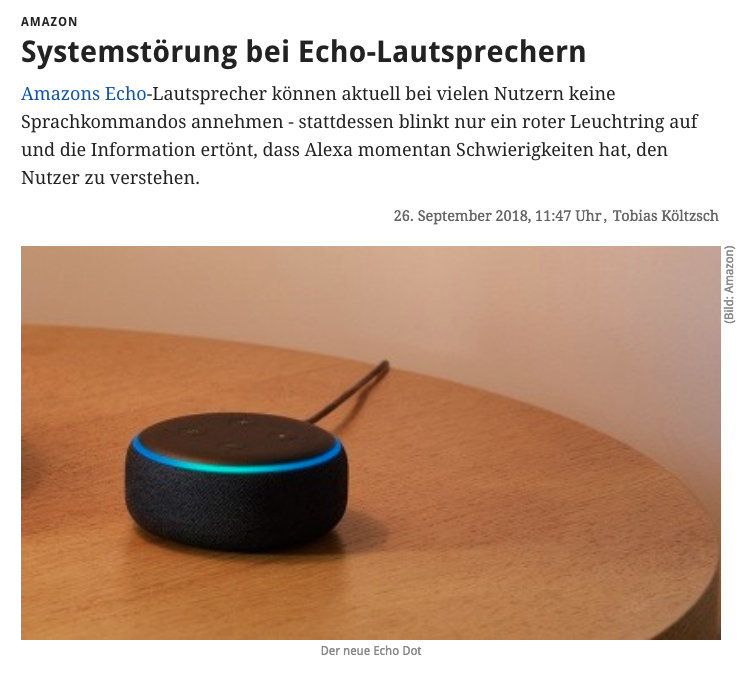 AMAZON
Systemstörung bei Echo-Lautsprechern
Amazons Echo-Lautsprecher können aktuell bei vielen Nutzern keine
Sprachkommandos annehmen - stattdessen blinkt nur ein roter Leuchtring auf
und die Information ertönt, dass Alexa momentan Schwierigkeiten hat, den
Nutzer zu verstehen.
26. September 2018, 11:47 Uhr, Tobias Költzsch
(Bild: Amazon)
Der neue Echo Dot